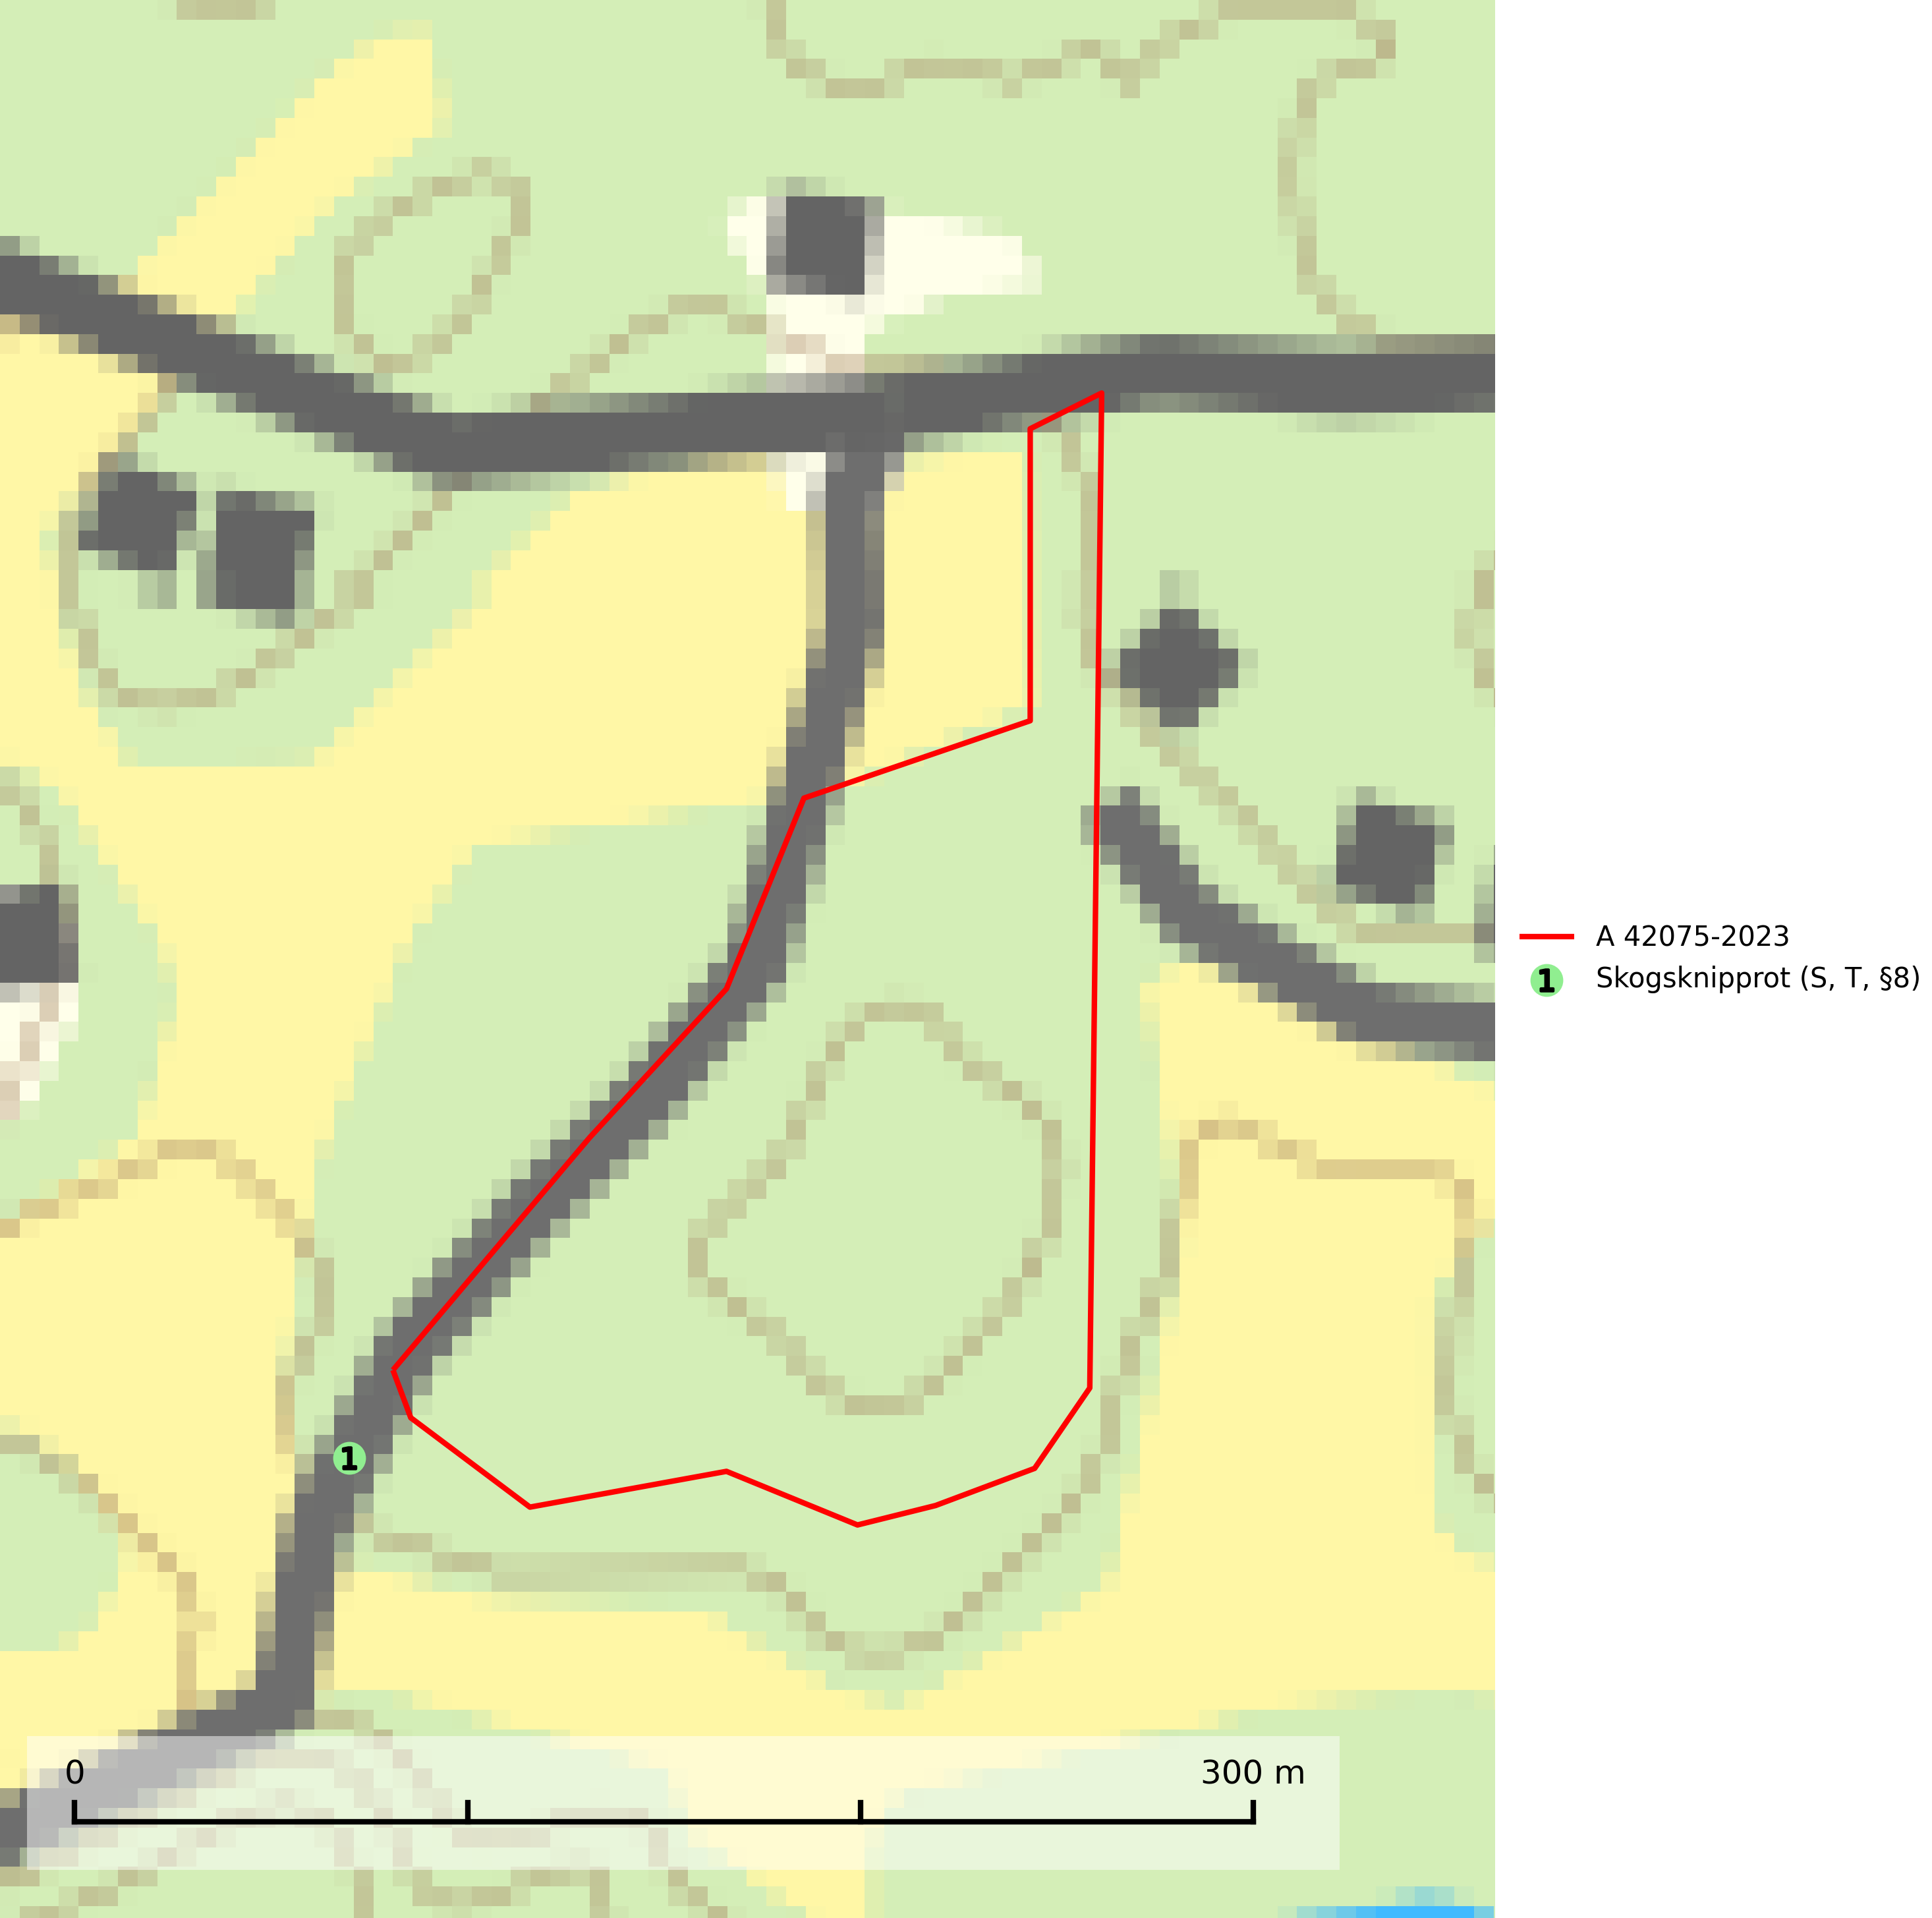 A 42075-2023
1 Skogsknipprot (S, T, §8)
1
0 300 m